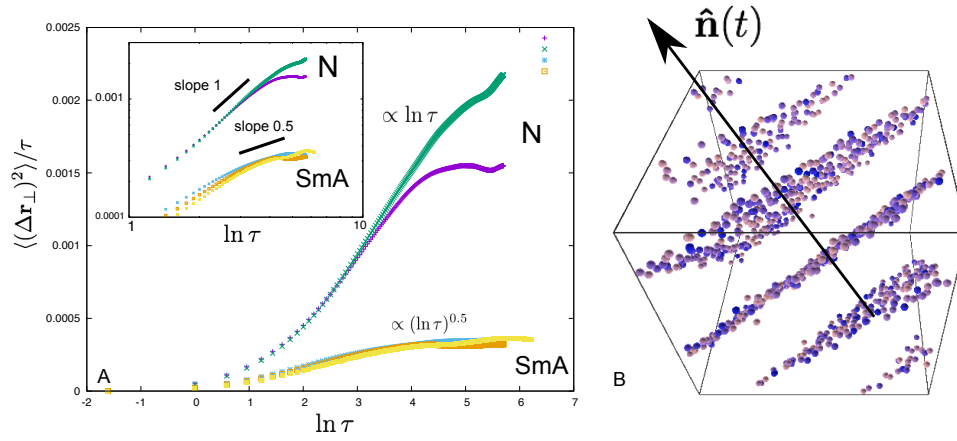 0.0025
0.002
0.0015
0.001
0.0005
0
-2
-1
0
1
2
3
4
5
6
7
ln τ
⟨(Δr⊥)²⟩/τ
A
N
∝ ln τ
SmA
∝ (ln τ)^0.5
0.001
0.0001
1
10
ln τ
slope 1
N
slope 0.5
SmA
n̂(t)
B